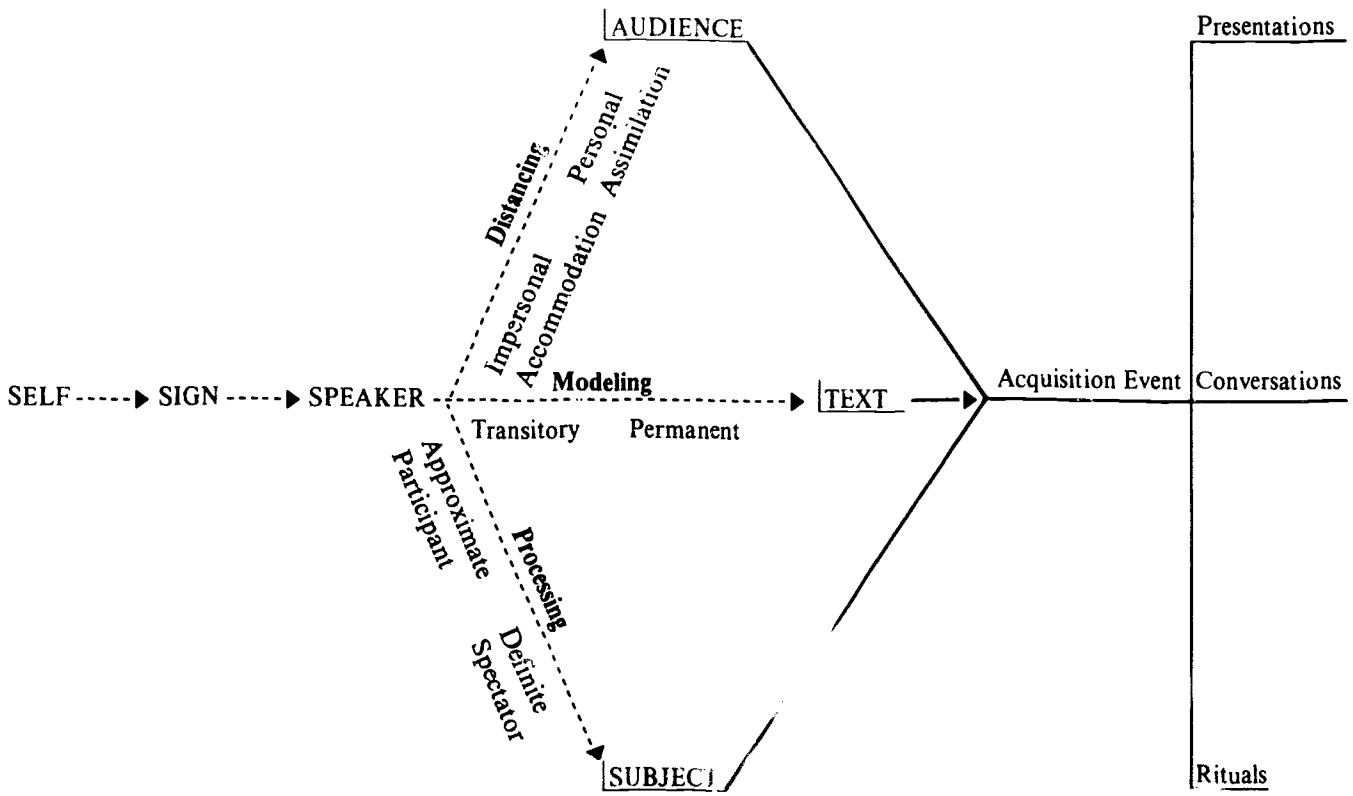 AUDIENCE
Presentations
Distancing
Personal
Assimilation
Impersonal
Accommodation
SELF
SIGN
SPEAKER
Modeling
TEXT
Acquisition Event
Conversations
Transitory
Permanent
Approximate
Participant
Processing
Definite
Spectator
SUBJECT
Rituals